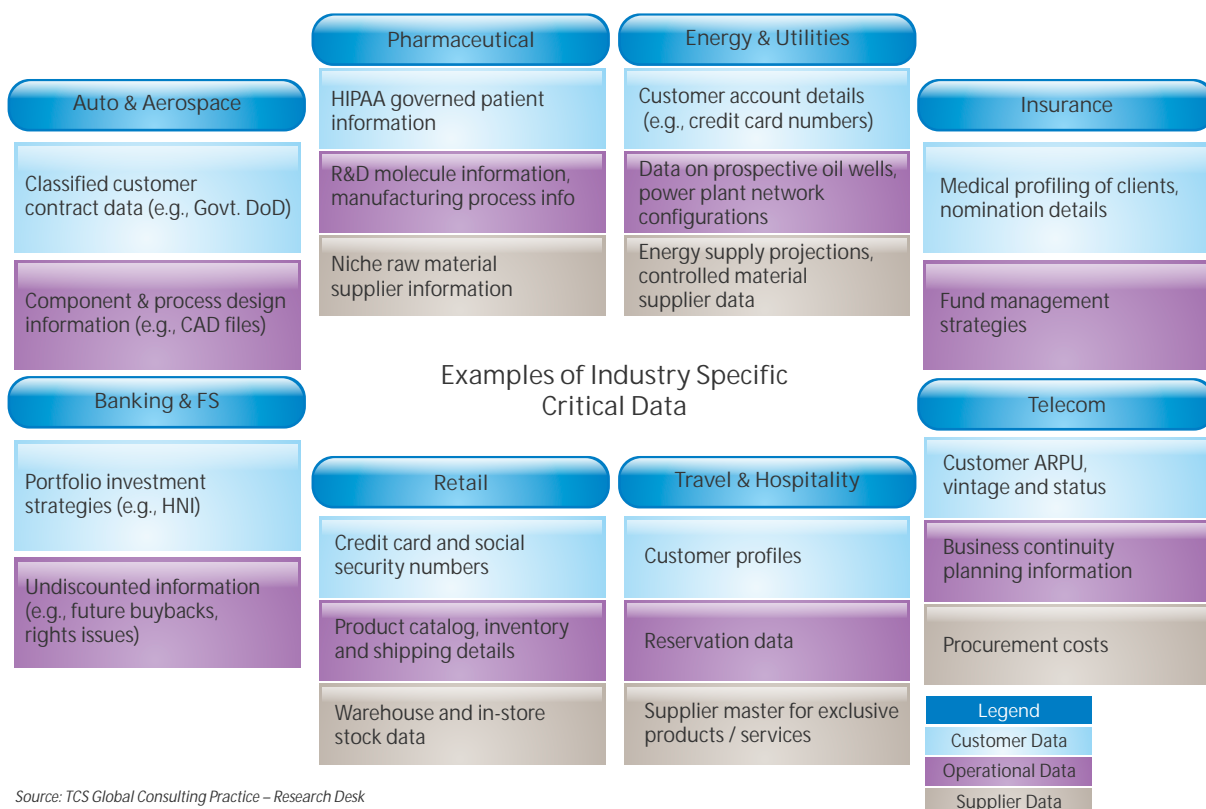 Auto & Aerospace
Classified customer
contract data (e.g., Govt. DoD)
Component & process design
information (e.g., CAD files)
Pharmaceutical
HIPAA governed patient
information
R&D molecule information,
manufacturing process info
Niche raw material
supplier information
Energy & Utilities
Customer account details
(e.g., credit card numbers)
Data on prospective oil wells,
power plant network
configurations
Energy supply projections,
controlled material
supplier data
Insurance
Medical profiling of clients,
nomination details
Fund management
strategies
Examples of Industry Specific
Critical Data
Banking & FS
Portfolio investment
strategies (e.g., HNI)
Undiscounted information
(e.g., future buybacks,
rights issues)
Retail
Credit card and social
security numbers
Product catalog, inventory
and shipping details
Warehouse and in-store
stock data
Travel & Hospitality
Customer profiles
Reservation data
Supplier master for exclusive
products / services
Telecom
Customer ARPU,
vintage and status
Business continuity
planning information
Procurement costs
Legend
Customer Data
Operational Data
Supplier Data
Source: TCS Global Consulting Practice – Research Desk